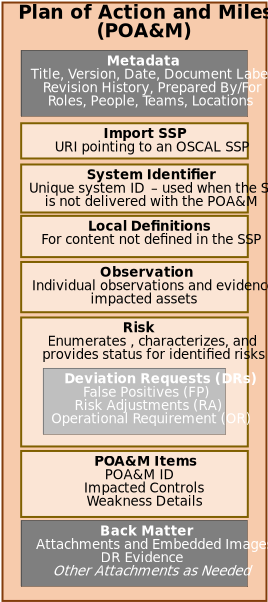 Plan of Action and Miles
(POA&M)
Metadata
Title, Version, Date, Document Labe
Revision History, Prepared By/For
Roles, People, Teams, Locations
Import SSP
URI pointing to an OSCAL SSP
System Identifier
Unique system ID – used when the S
is not delivered with the POA&M
Local Definitions
For content not defined in the SSP
Observation
Individual observations and evidence
impacted assets
Risk
Enumerates , characterizes, and
provides status for identified risks
Deviation Requests (DRs)
False Positives (FP)
Risk Adjustments (RA)
Operational Requirement (OR)
POA&M Items
POA&M ID
Impacted Controls
Weakness Details
Back Matter
Attachments and Embedded Images
DR Evidence
Other Attachments as Needed